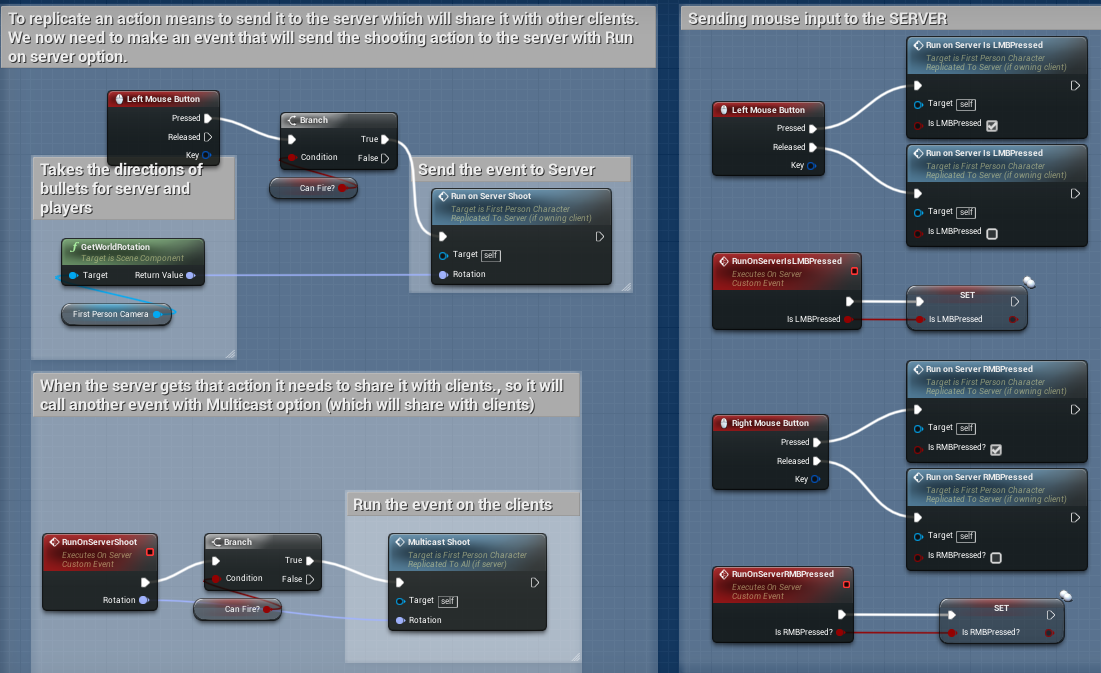 To replicate an action means to send it to the server which will share it with other clients.
We now need to make an event that will send the shooting action to the server with Run
on server option.
Left Mouse Button
Pressed
Released
Key
Branch
True
Condition
False
Can Fire?
Takes the directions of
bullets for server and
players
GetWorldRotation
Target is Scene Component
Target
Return Value
First Person Camera
Send the event to Server
Run on Server Shoot
Target is First Person Character
Replicated To Server (if owning client)
Target self
Rotation
When the server gets that action it needs to share it with clients., so it will
call another event with Multicast option (which will share with clients)
Run the event on the clients
RunOnServerShoot
Executes On Server
Custom Event
Rotation
Branch
True
Condition
False
Can Fire?
Multicast Shoot
Target is First Person Character
Replicated To All (if server)
Target self
Rotation
Sending mouse input to the SERVER
Left Mouse Button
Pressed
Released
Key
Run on Server Is LMBPressed
Target is First Person Character
Replicated To Server (if owning client)
Target self
Is LMBPressed
Run on Server Is LMBPressed
Target is First Person Character
Replicated To Server (if owning client)
Target self
Is LMBPressed
RunOnServerIsLMBPressed
Executes On Server
Custom Event
Is LMBPressed
SET
Is LMBPressed
Right Mouse Button
Pressed
Released
Key
Run on Server RMBPressed
Target is First Person Character
Replicated To Server (if owning client)
Target self
Is RMBPressed?
Run on Server RMBPressed
Target is First Person Character
Replicated To Server (if owning client)
Target self
Is RMBPressed?
RunOnServerRMBPressed
Executes On Server
Custom Event
Is RMBPressed?
SET
Is RMBPressed?